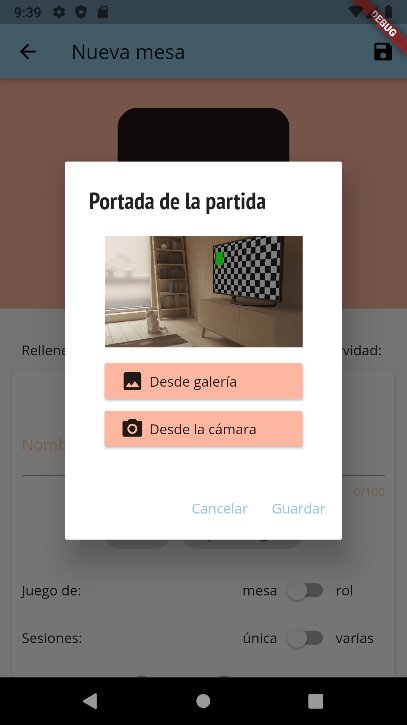 9:39
DEBUG
Nueva mesa
Portada de la partida
Desde galería
Desde la cámara
Cancelar
Guardar
Rellene
vidad:
Nomb
0/100
Juego de:
mesa
rol
Sesiones:
única
varias